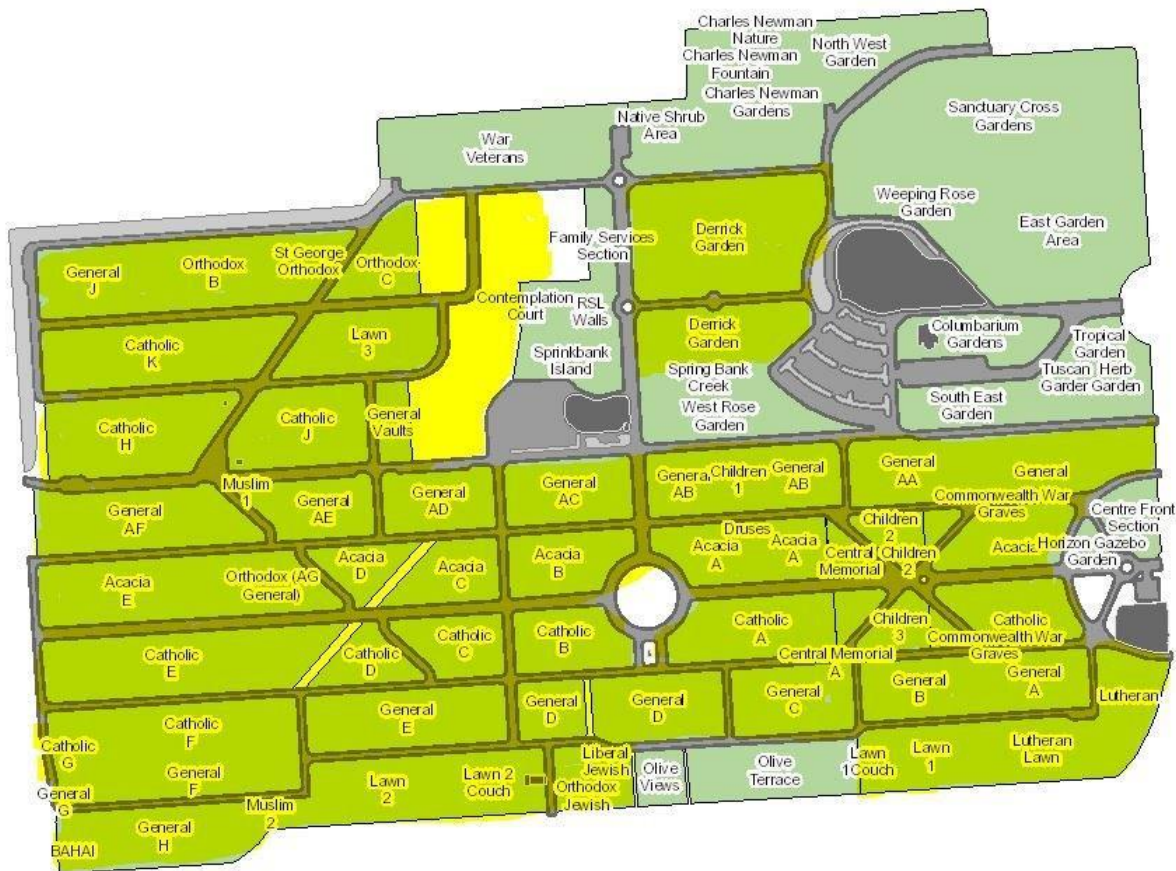 Charles Newman
Nature
Charles Newman
Fountain
Charles Newman
Gardens
North West
Garden
Native Shrub
Area
Sanctuary Cross
Gardens
War
Veterans
Weeping Rose
Garden
East Garden
Area
General
J
Orthodox
B
St George
Orthodox
Orthodox
C
Family Services
Section
Derrick
Garden
Contemplation
Court
RSL
Walls
Catholic
K
Lawn
3
Sprinkbank
Island
Derrick
Garden
Columbarium
Gardens
Tropical
Garden
Spring Bank
Creek
Tuscan
Garder
Herb
Garden
West Rose
Garden
South East
Garden
Catholic
H
Catholic
J
General
Vaults
Muslim
1
General
AF
General
AE
General
AD
General
AC
General
AB
Children
1
General
AB
General
AA
General
Commonwealth War
Graves
Centre Front
Section
Children
2
Druses
Acacia
E
Orthodox (AG
General)
Acacia
D
Acacia
C
Acacia
B
Acacia
A
Acacia
A
Central
Memorial
Children
2
Acacia
Horizon Gazebo
Garden
Catholic
E
Catholic
D
Catholic
C
Catholic
B
Catholic
A
Children
3
Catholic
Commonwealth War
Graves
Central Memorial
A
Catholic
F
General
E
General
D
General
D
General
C
General
B
General
A
Lutheran
Catholic
G
General
F
General
G
Muslim
2
Lawn
2
Lawn 2
Couch
Liberal
Jewish
Orthodox
Jewish
Olive
Views
Olive
Terrace
Lawn
1 Couch
Lawn
1
Lutheran
Lawn
General
H
BAHAI